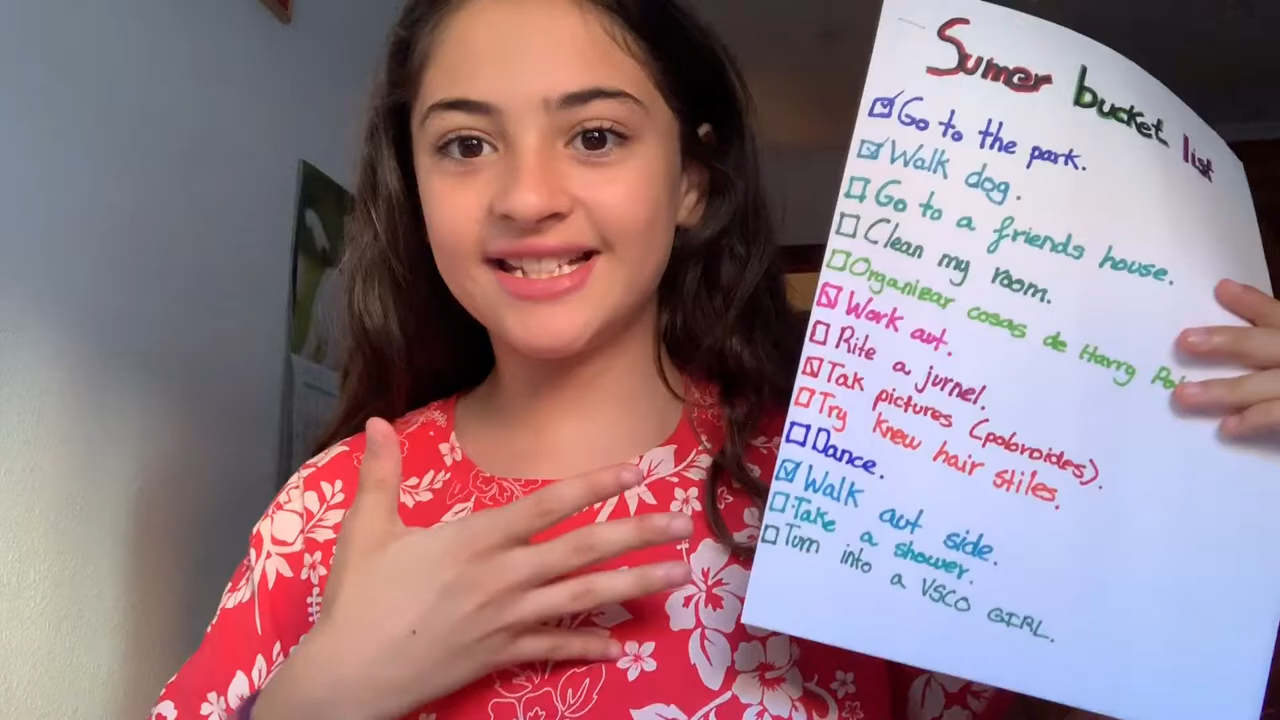 Sumer bucket list
Go to the park.
Walk dog.
Go to a friends house.
Clean my room.
Organizar cosas de Harry
Work aut.
Rite a jurnel.
Tak pictures (polbroides).
Try knew hair stiles.
Dance.
Walk aut side.
Take a shower.
Turn into a VSCO GIRL.